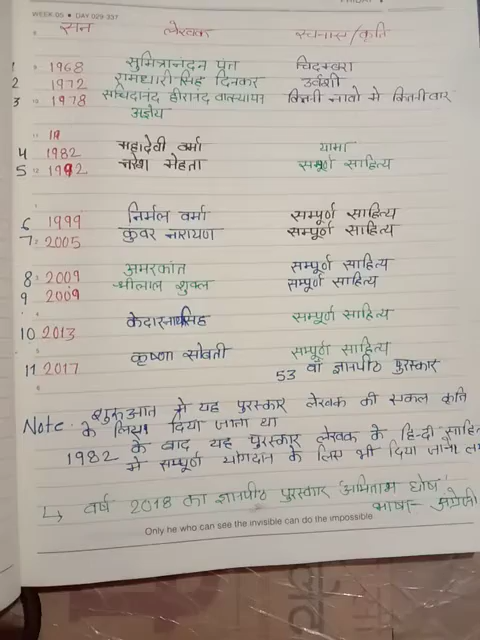 WEEK 05 • DAY 029-337
सन लेखक रचनाए/कृति
1 1968 सुमित्रानंदन पंत चिदम्बरा
2 1972 रामधारी सिंह दिनकर उर्वशी
3 1978 सच्चिदानंद हीरानंद वात्स्यायन कितनी नावो मे कितनी बार
अज्ञेय
4 1982 महादेवी वर्मा यामा
5 1992 नरेश मेहता सम्पूर्ण साहित्य
6 1999 निर्मल वर्मा सम्पूर्ण साहित्य
7 2005 कुंवर नारायण सम्पूर्ण साहित्य
8 2009 अमरकांत सम्पूर्ण साहित्य
9 2009 श्रीलाल शुक्ल सम्पूर्ण साहित्य
10 2013 केदारनाथसिंह सम्पूर्ण साहित्य
11 2017 कृष्णा सोबती सम्पूर्ण साहित्य
53 वाँ ज्ञानपीठ पुरस्कार
Note. शुरूआत मे यह पुरस्कार लेखक की एकल कृति
के लिए दिया जाता था
1982 के बाद यह पुरस्कार लेखक के हिन्दी
मे सम्पूर्ण योगदान के लिए भी दिया जाने
↳ वर्ष 2018 का ज्ञानपीठ पुरस्कार 'अमिताभ घोष'
भाषा- अंग्रेजी
Only he who can see the invisible can do the impossible